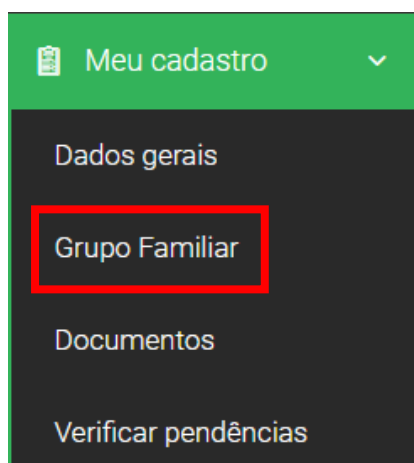 Meu cadastro
Dados gerais
Grupo Familiar
Documentos
Verificar pendências